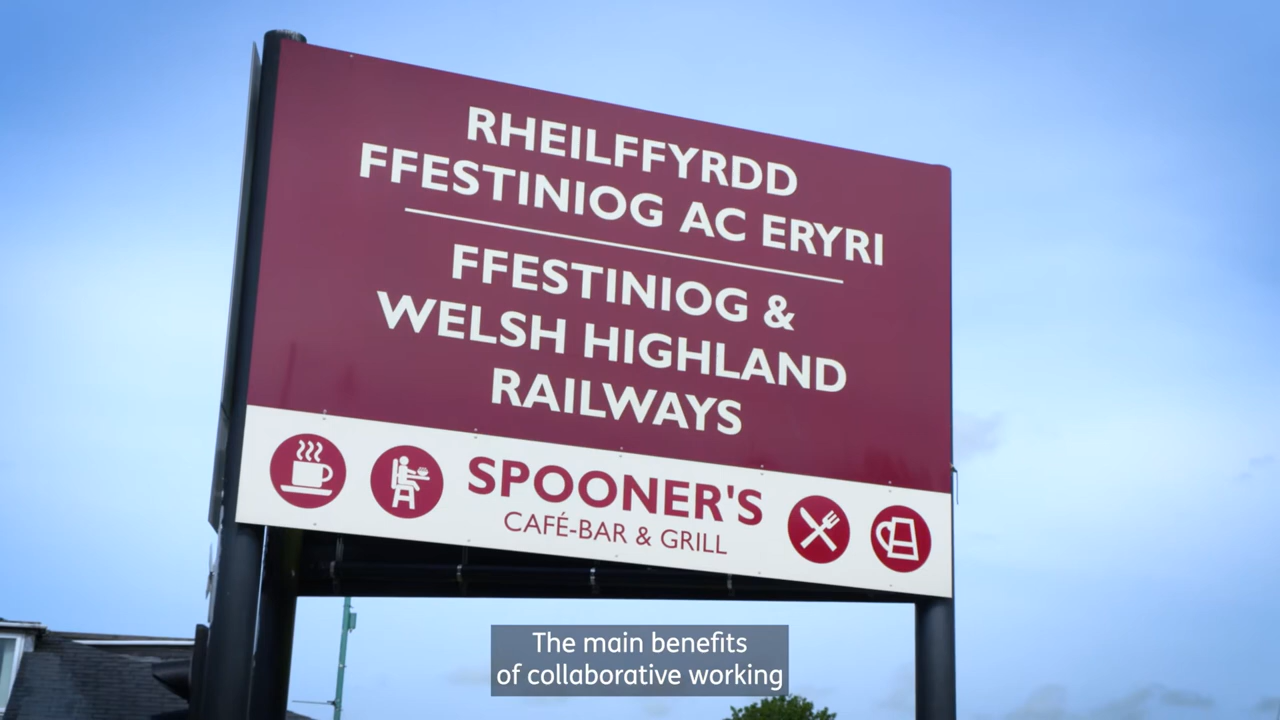 RHEILFFYRDD
FFESTINIOG AC ERYRI
FFESTINIOG &
WELSH HIGHLAND
RAILWAYS
SPOONER'S
CAFÉ-BAR & GRILL
The main benefits
of collaborative working